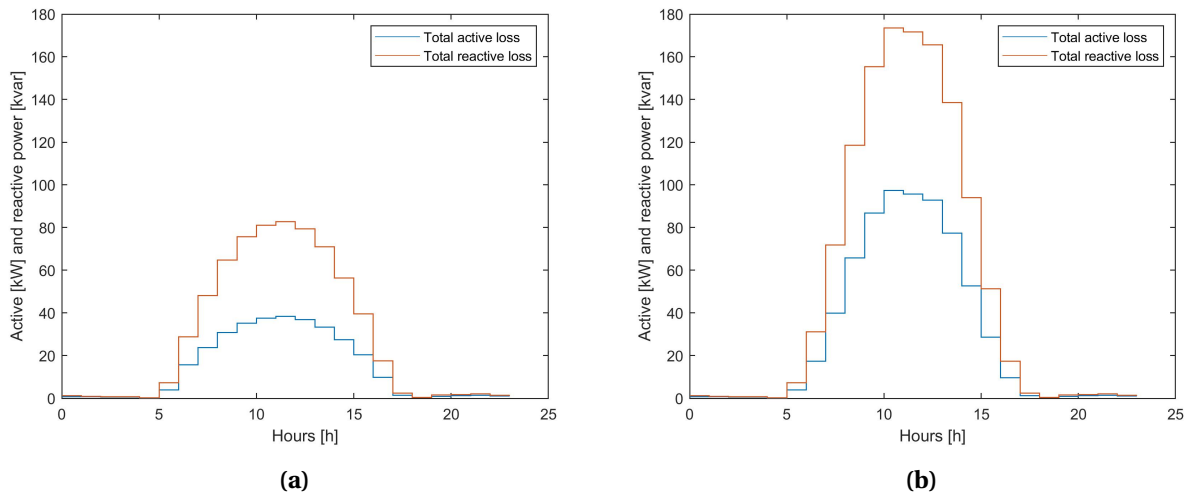 180
160
140
120
100
80
60
40
20
0
Active [kW] and reactive power [kvar]
0 5 10 15 20 25
Hours [h]
Total active loss
Total reactive loss
(a)
180
160
140
120
100
80
60
40
20
0
Active [kW] and reactive power [kvar]
0 5 10 15 20 25
Hours [h]
Total active loss
Total reactive loss
(b)